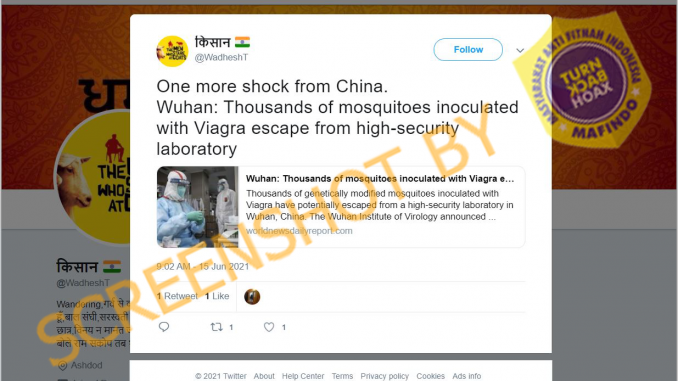 किसान 🇮🇳
@WadheshT
Follow
One more shock from China.
Wuhan: Thousands of mosquitoes inoculated
with Viagra escape from high-security
laboratory
Wuhan: Thousands of mosquitoes inoculated with Viagra e...
Thousands of genetically modified mosquitoes inoculated with
Viagra have potentially escaped from a high-security laboratory in
Wuhan, China. The Wuhan Institute of Virology announced ...
worldnewsdailyreport.com
9:02 AM - 15 Jun 2021
1 Retweet 1 Like
1 1
© 2021 Twitter About Help Center Terms Privacy policy Cookies Ads info
SCREENSHOT BY
MASYARAKAT ANTI FITNAH INDONESIA
TURN
BACK
HOAX
MAFINDO
THE
WHO
AT
किसान 🇮🇳
@WadheshT
Wandering
Ashdod